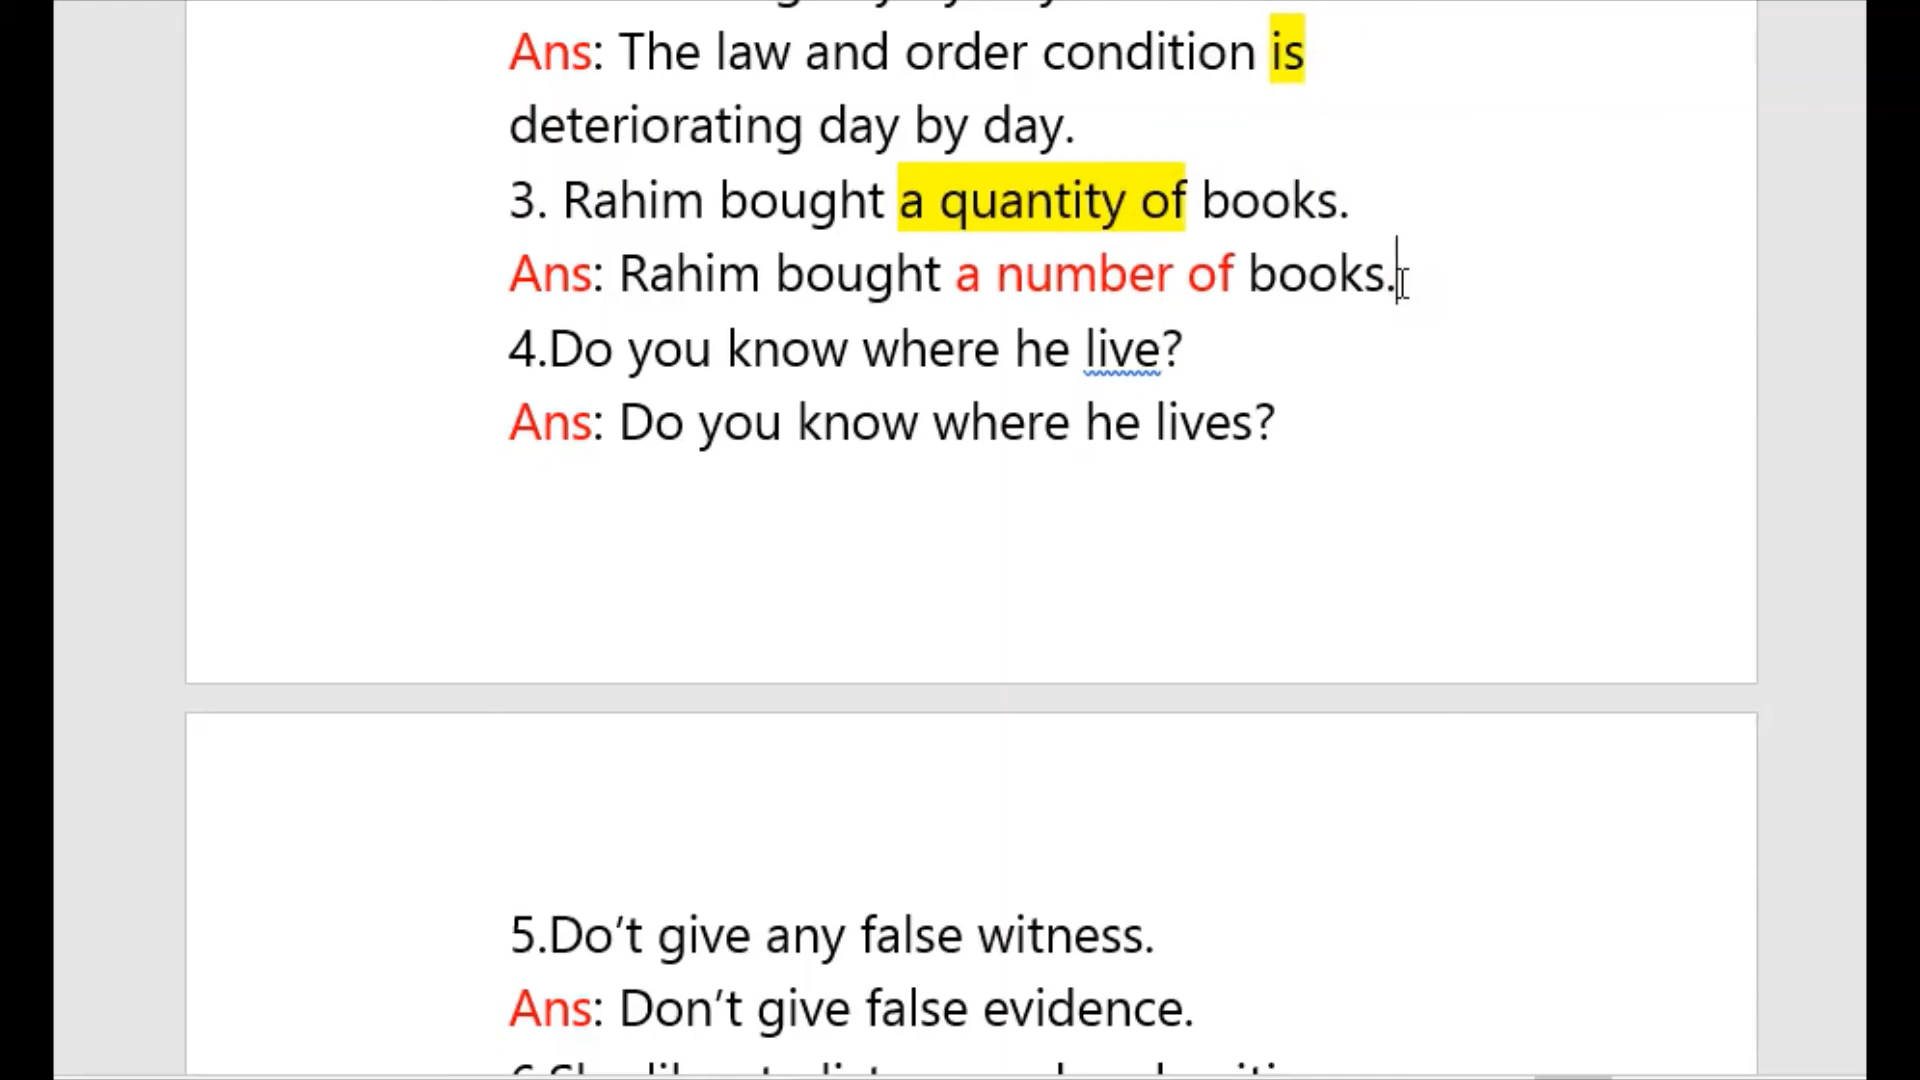 Ans: The law and order condition is
deteriorating day by day.
3. Rahim bought a quantity of books.
Ans: Rahim bought a number of books.
4.Do you know where he live?
Ans: Do you know where he lives?
5.Do’t give any false witness.
Ans: Don’t give false evidence.